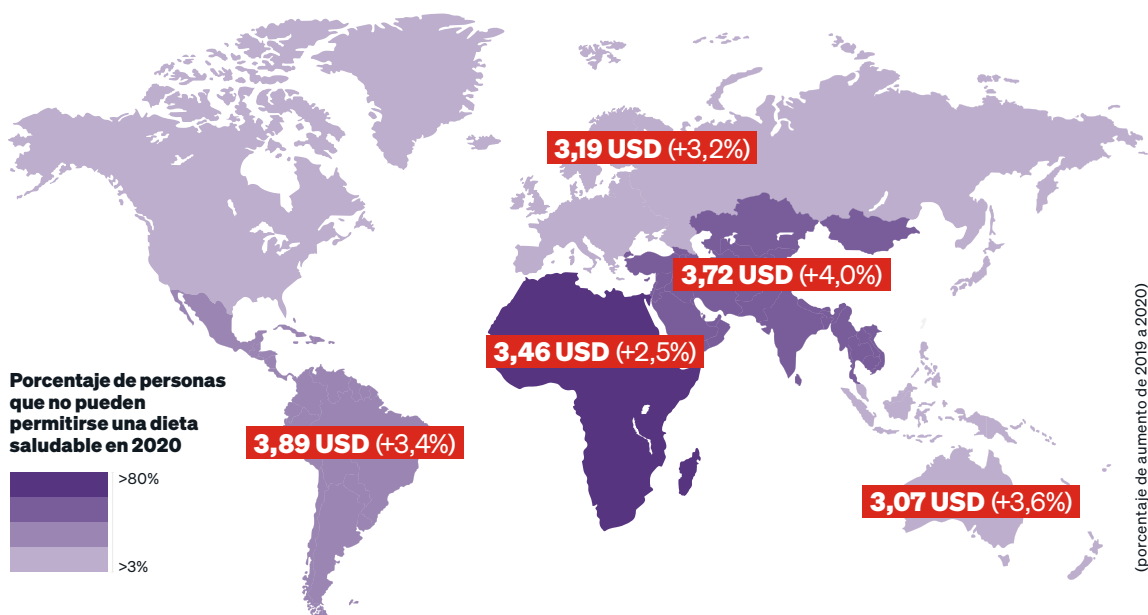 3,19 USD (+3,2%)
3,72 USD (+4,0%)
3,46 USD (+2,5%)
3,89 USD (+3,4%)
3,07 USD (+3,6%)
Porcentaje de personas
que no pueden
permitirse una dieta
saludable en 2020
>80%
>3%
(porcentaje de aumento de 2019 a 2020)